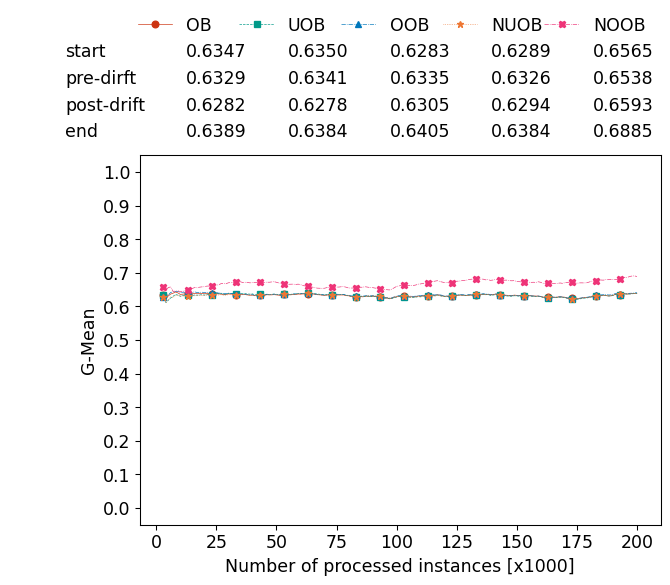 OB UOB OOB NUOB NOOB
start 0.6347 0.6350 0.6283 0.6289 0.6565
pre-dirft 0.6329 0.6341 0.6335 0.6326 0.6538
post-drift 0.6282 0.6278 0.6305 0.6294 0.6593
end 0.6389 0.6384 0.6405 0.6384 0.6885
1.0
0.9
0.8
0.7
0.6
0.5
0.4
0.3
0.2
0.1
0.0
G-Mean
0 25 50 75 100 125 150 175 200
Number of processed instances [x1000]